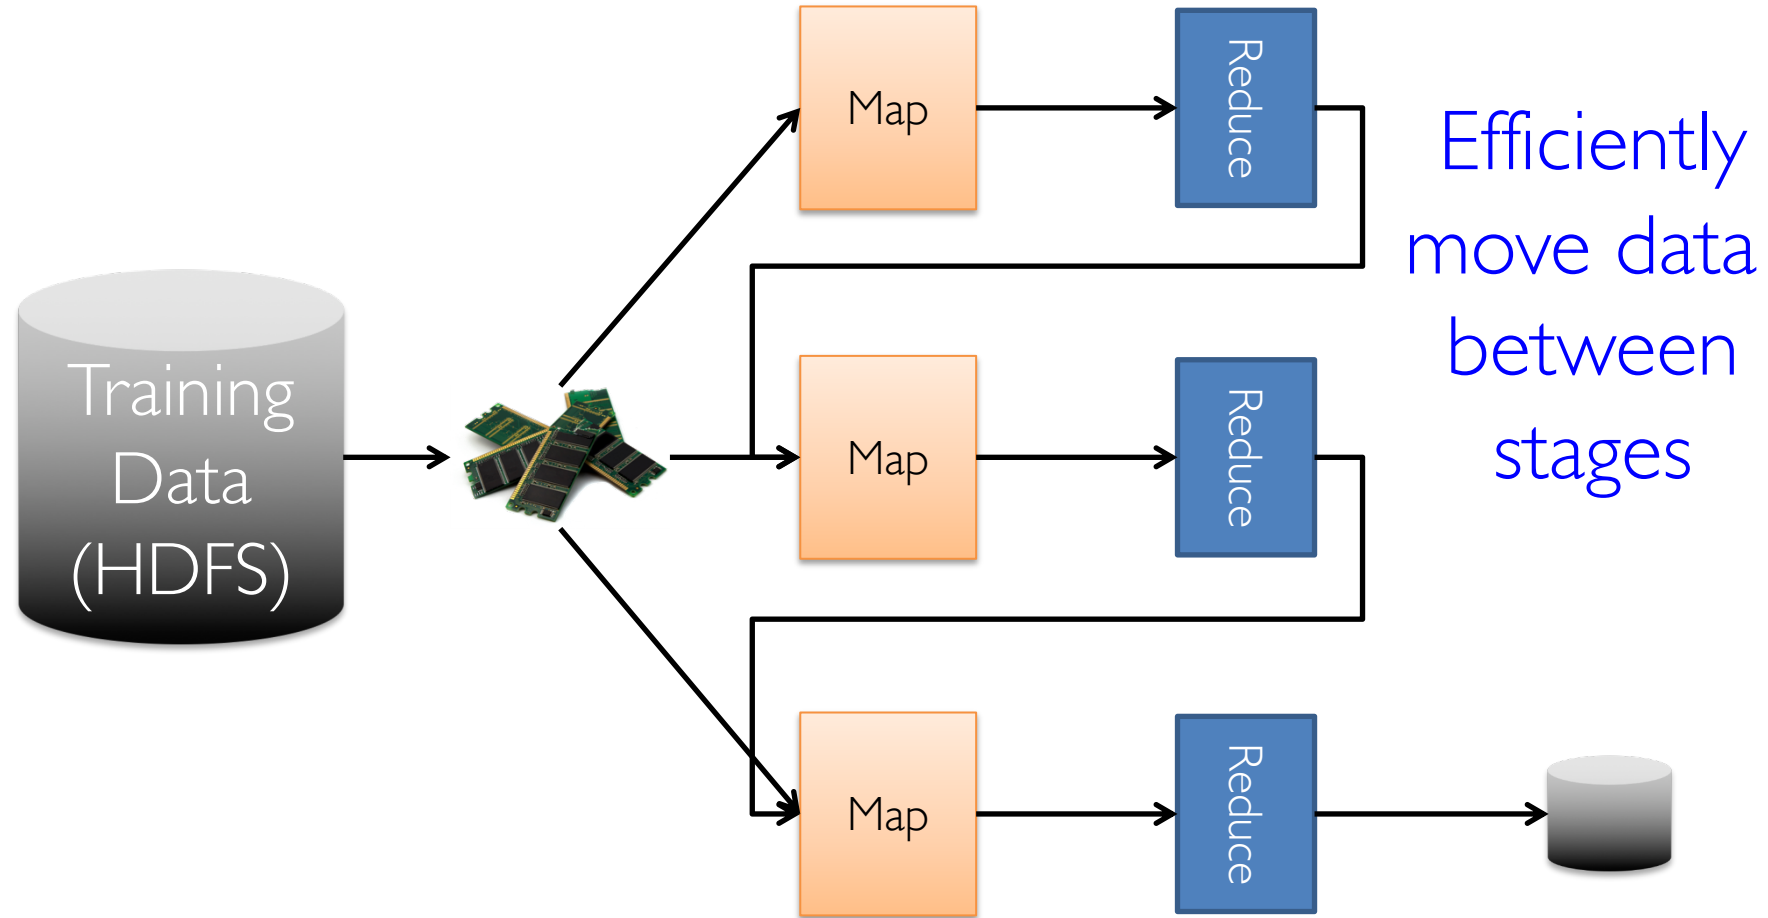 Map
Reduce
Efficiently
move data
between
stages
Training
Data
(HDFS)
Map
Reduce
Map
Reduce